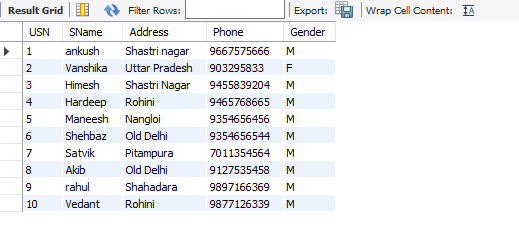 Result Grid Filter Rows: Export: Wrap Cell Content:
USN SName Address Phone Gender
1 ankush Shastri nagar 9667575666 M
2 Vanshika Uttar Pradesh 903295833 F
3 Himesh Shastri Nagar 9455839204 M
4 Hardeep Rohini 9465768665 M
5 Maneesh Nangloi 9354656456 M
6 Shehbaz Old Delhi 9354656544 M
7 Satvik Pitampura 7011354564 M
8 Akib Old Delhi 9127535458 M
9 rahul Shahadara 9897166369 M
10 Vedant Rohini 9877126339 M